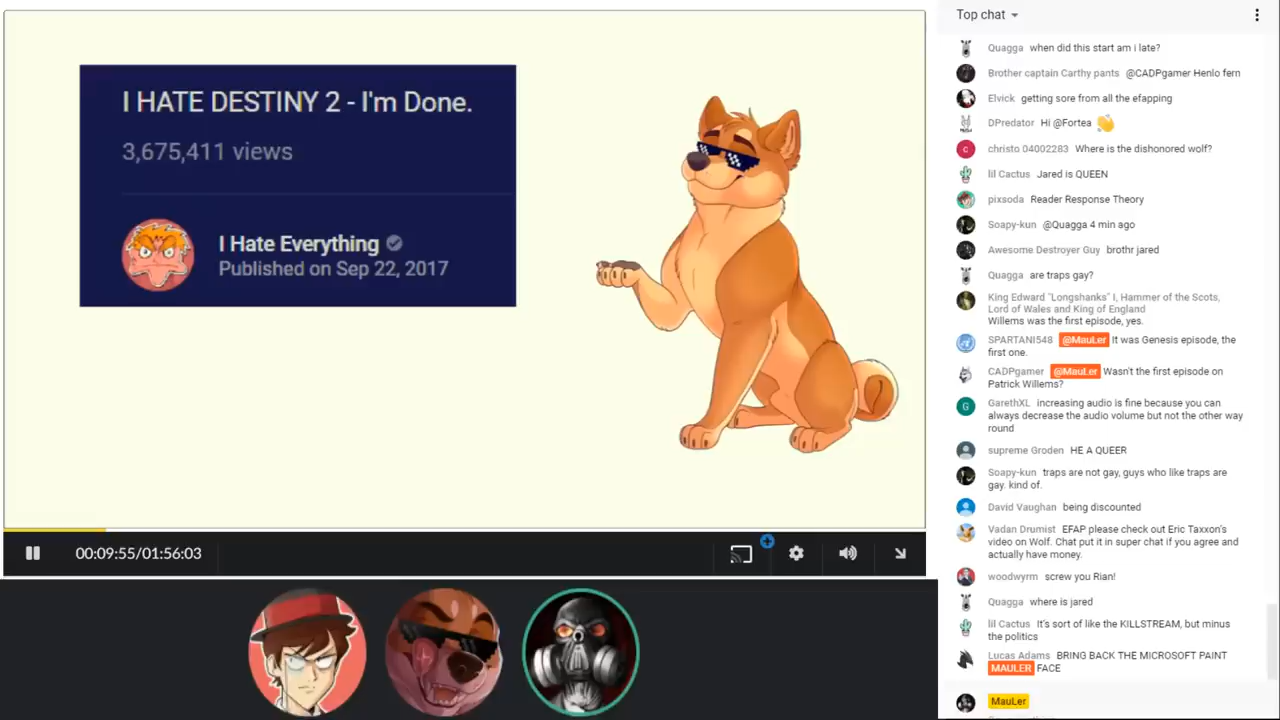 I HATE DESTINY 2 - I'm Done.
3,675,411 views
I Hate Everything
Published on Sep 22, 2017
00:09:55/01:56:03
Top chat
Quagga when did this start am i late?
Brother captain Carthy pants @CADPgamer Henlo fern
Elvick getting sore from all the efapping
DPredator Hi @Fortea
christo 04002283 Where is the dishonored wolf?
lil Cactus Jared is QUEEN
pixsoda Reader Response Theory
Soapy-kun @Quagga 4 min ago
Awesome Destroyer Guy brothr jared
Quagga are traps gay?
King Edward "Longshanks" I, Hammer of the Scots,
Lord of Wales and King of England
Willems was the first episode, yes.
SPARTANI548 @MauLer It was Genesis episode, the
first one.
CADPgamer @MauLer Wasn't the first episode on
Patrick Willems?
G
GarethXL increasing audio is fine because you can
always decrease the audio volume but not the other way
round
supreme Groden HE A QUEER
Soapy-kun traps are not gay, guys who like traps are
gay. kind of.
David Vaughan being discounted
Vadan Drumist EFAP please check out Eric Taxxon's
video on Wolf. Chat put it in super chat if you agree and
actually have money.
woodwyrm screw you Rian!
Quagga where is jared
lil Cactus It's sort of like the KILLSTREAM, but minus
the politics
Lucas Adams BRING BACK THE MICROSOFT PAINT
MAULER FACE
MauLer